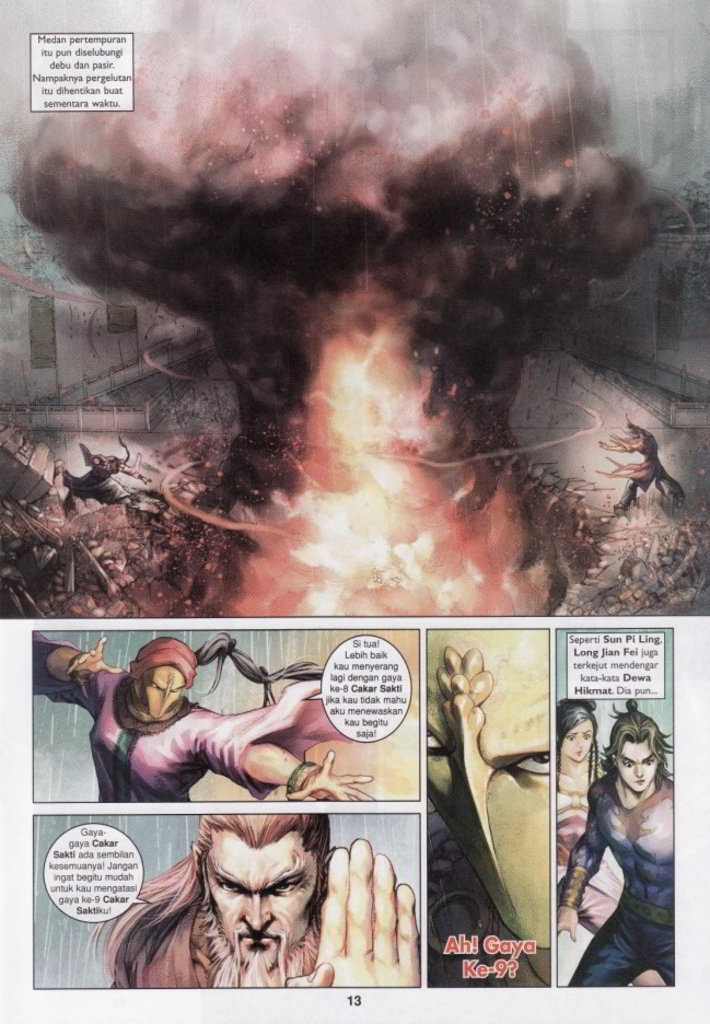 Medan pertempuran
itu pun diselubungi
debu dan pasir.
Nampaknya pergelutan
itu dihentikan buat
sementara waktu.
Si tua!
Lebih baik
kau menyerang
lagi dengan gaya
ke-8 Cakar Sakti
jika kau tidak mahu
aku menewaskan
kau begitu
saja!
Ah! Gaya
Ke-9?
Seperti Sun Pi Ling,
Long Jian Fei juga
terkejut mendengar
kata-kata Dewa
Hikmat. Dia pun...
Gaya-
gaya Cakar
Sakti ada sembilan
kesemuanya! Jangan
ingat begitu mudah
untuk kau mengatasi
gaya ke-9 Cakar
Saktiku!
13